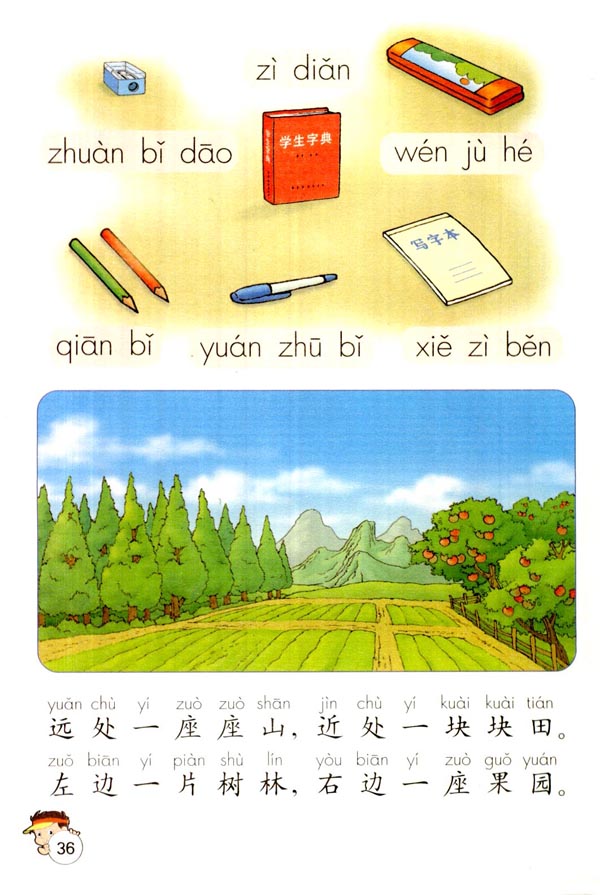 zì diǎn
zhuàn bǐ dāo
学生字典
wén jù hé
写字本
qiān bǐ
yuán zhū bǐ
xiě zì běn
yuǎn chù yí zuò zuò shān jìn chù yí kuài kuài tián
远处一座座山，近处一块块田。
zuǒ biān yí piàn shù lín yòu biān yí zuò guǒ yuán
左边一片树林，右边一座果园。
36